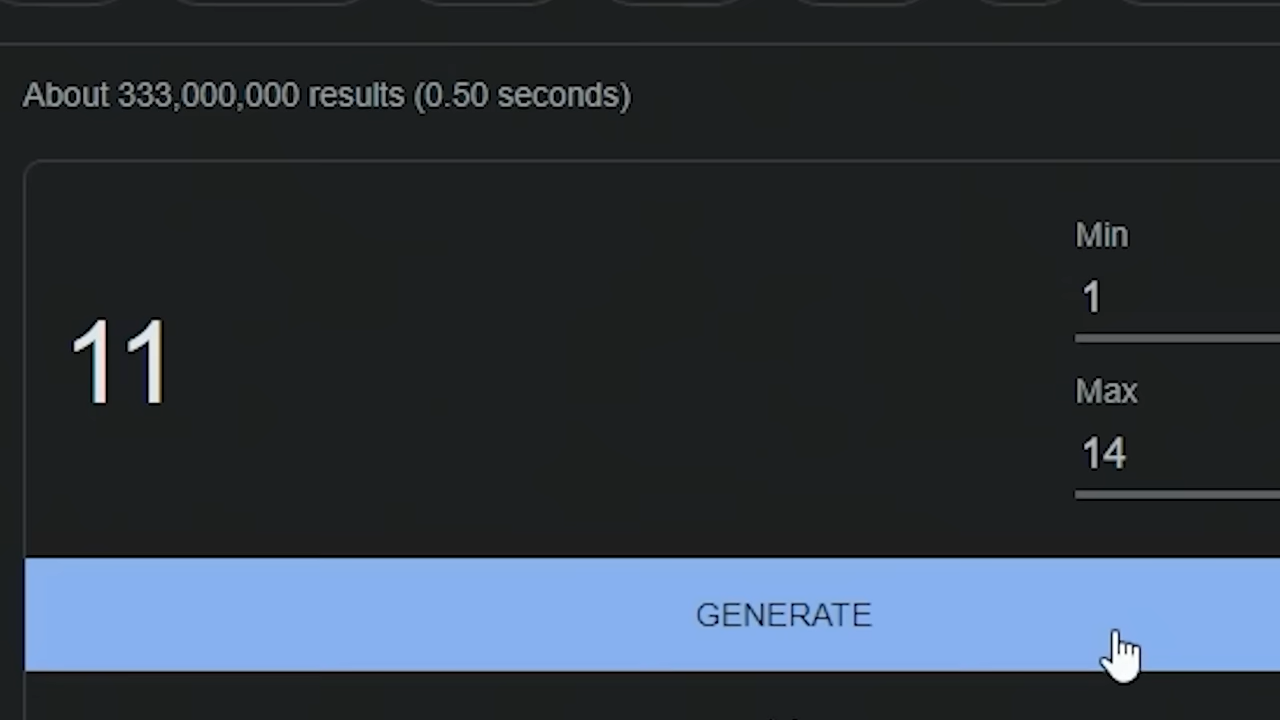 About 333,000,000 results (0.50 seconds)
Min
1
11
Max
14
GENERATE